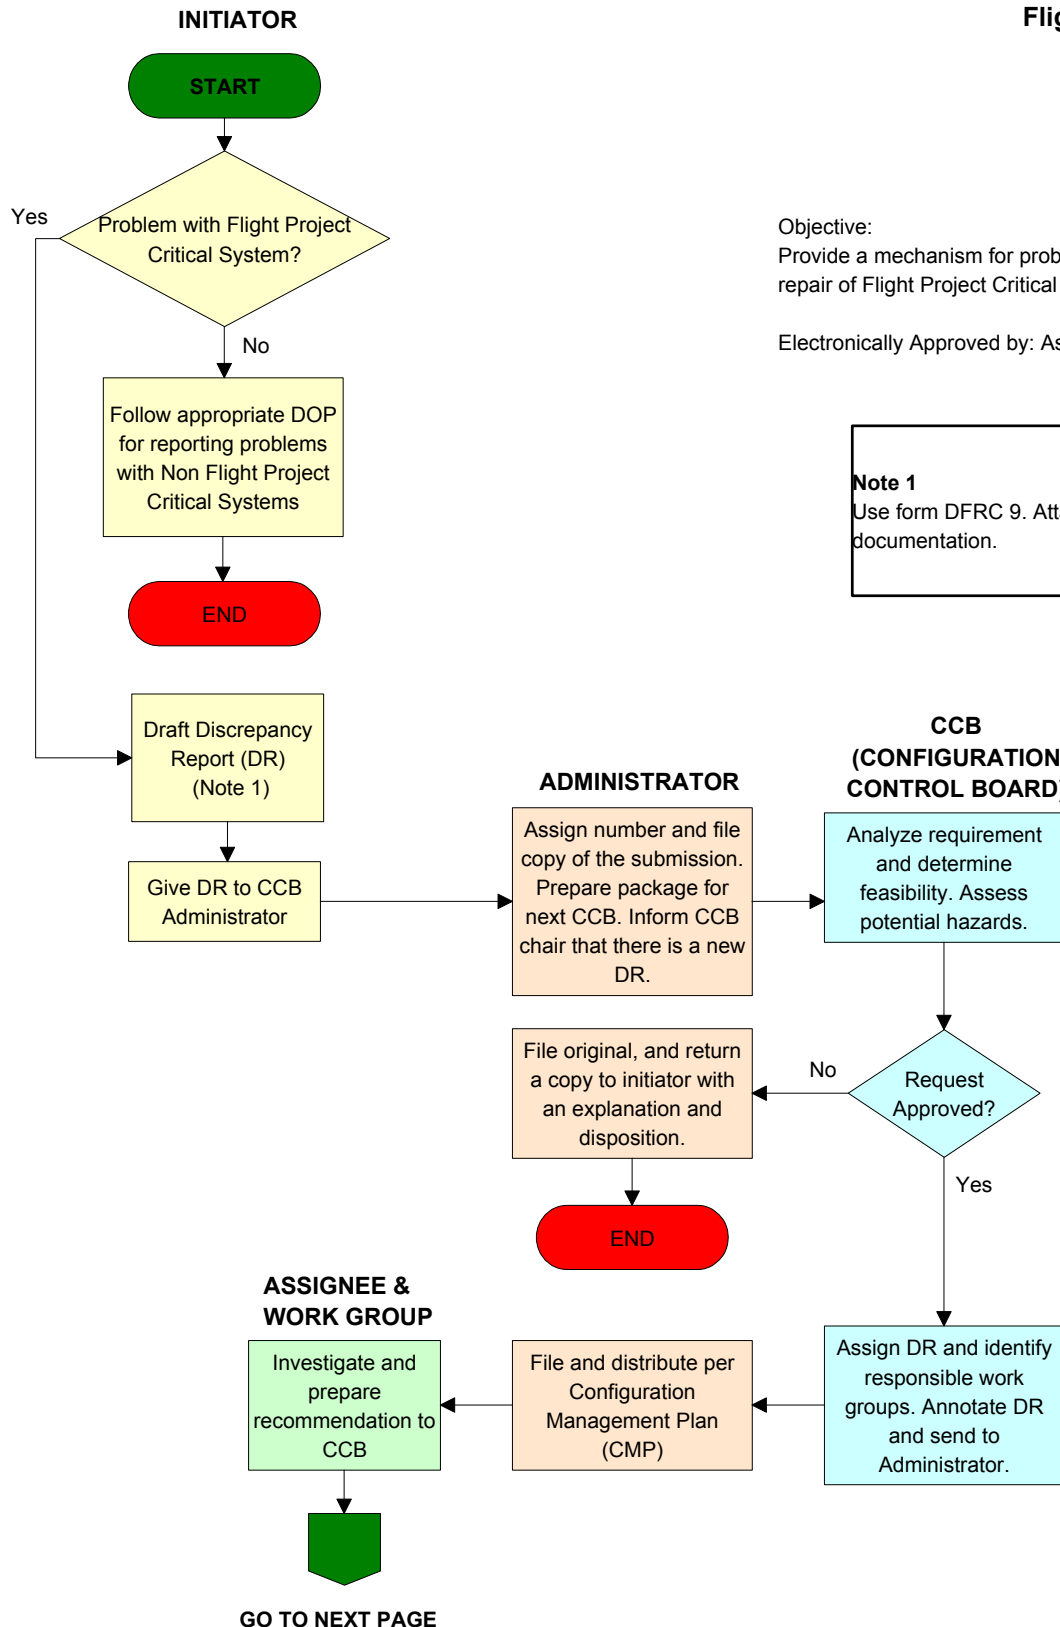 INITIATOR
Flig
START
Yes
Problem with Flight Project
Critical System?
No
Objective:
Provide a mechanism for prob
repair of Flight Project Critical
Electronically Approved by: As
Follow appropriate DOP
for reporting problems
with Non Flight Project
Critical Systems
Note 1
Use form DFRC 9. Att
documentation.
END
Draft Discrepancy
Report (DR)
(Note 1)
Give DR to CCB
Administrator
ADMINISTRATOR
Assign number and file
copy of the submission.
Prepare package for
next CCB. Inform CCB
chair that there is a new
DR.
CCB
(CONFIGURATION
CONTROL BOARD)
Analyze requirement
and determine
feasibility. Assess
potential hazards.
File original, and return
a copy to initiator with
an explanation and
disposition.
No
Request
Approved?
Yes
END
ASSIGNEE &
WORK GROUP
Investigate and
prepare
recommendation to
CCB
File and distribute per
Configuration
Management Plan
(CMP)
Assign DR and identify
responsible work
groups. Annotate DR
and send to
Administrator.
GO TO NEXT PAGE